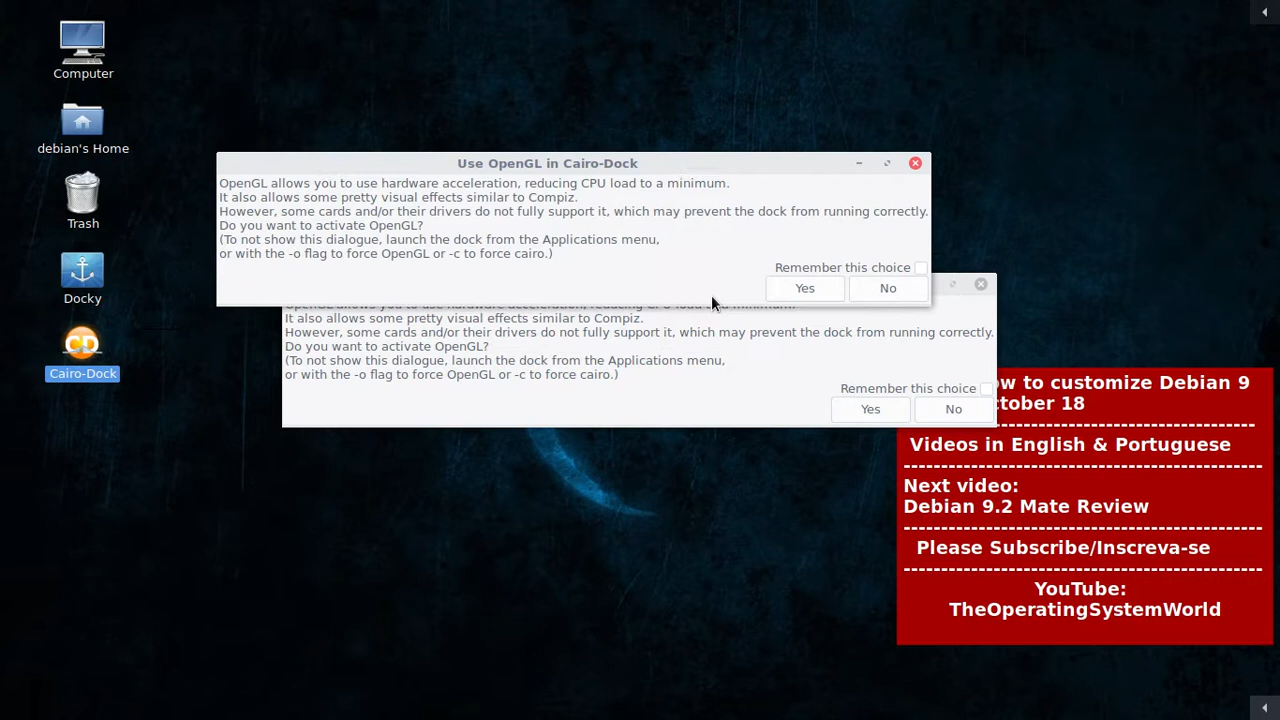 Computer
debian's Home
Trash
Docky
Cairo-Dock
Use OpenGL in Cairo-Dock
OpenGL allows you to use hardware acceleration, reducing CPU load to a minimum.
It also allows some pretty visual effects similar to Compiz.
However, some cards and/or their drivers do not fully support it, which may prevent the dock from running correctly.
Do you want to activate OpenGL?
(To not show this dialogue, launch the dock from the Applications menu,
or with the -o flag to force OpenGL or -c to force cairo.)
Remember this choice
Yes No
It also allows some pretty visual effects similar to Compiz.
However, some cards and/or their drivers do not fully support it, which may prevent the dock from running correctly.
Do you want to activate OpenGL?
(To not show this dialogue, launch the dock from the Applications menu,
or with the -o flag to force OpenGL or -c to force cairo.)
Remember this choice
Yes No
to customize Debian 9
18
------------------------------------------------
Videos in English & Portuguese
------------------------------------------------
Next video:
Debian 9.2 Mate Review
------------------------------------------------
Please Subscribe/Inscreva-se
------------------------------------------------
YouTube:
TheOperatingSystemWorld